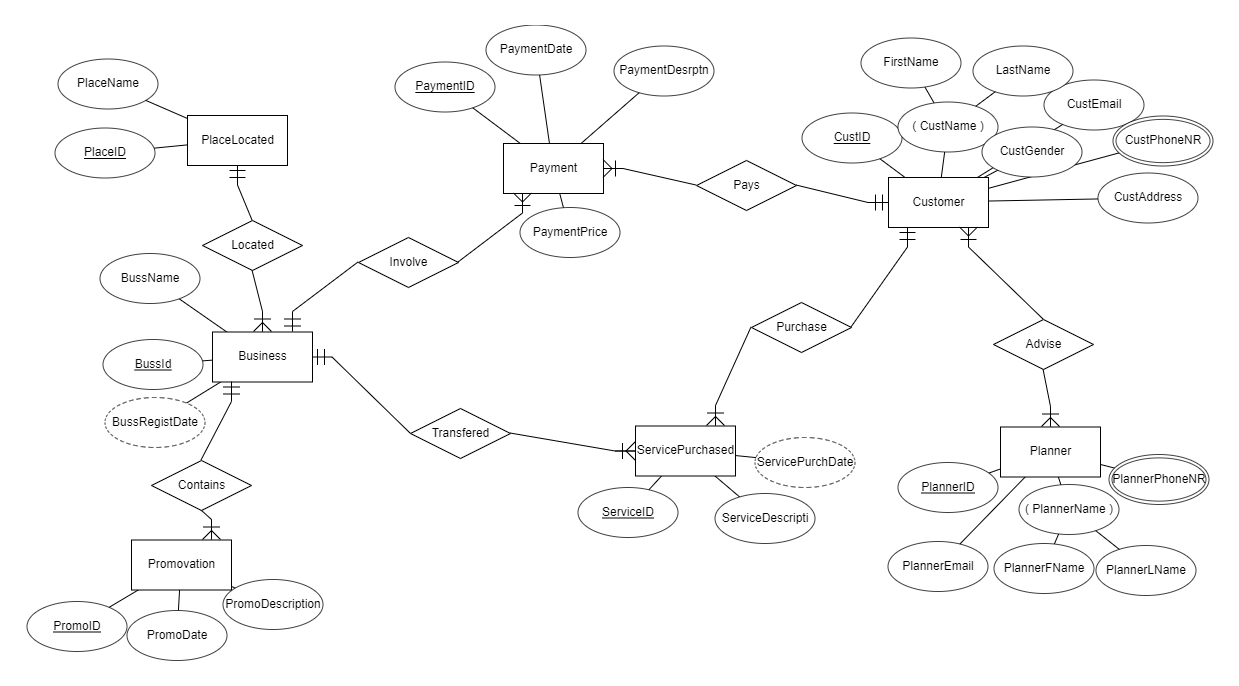 PaymentDate
FirstName
LastName
PaymentDesrptn
PlaceName
PaymentID
CustEmail
( CustName )
CustID
CustPhoneNR
PlaceLocated
PlaceID
CustGender
Payment
Pays
CustAddress
Customer
PaymentPrice
Located
Involve
BussName
Purchase
Advise
Business
BussId
BussRegistDate
Transfered
ServicePurchased
Planner
ServicePurchDate
Contains
PlannerID
PlannerPhoneNR
ServiceID
ServiceDescripti
( PlannerName )
Promovation
PlannerEmail
PlannerFName
PlannerLName
PromoDescription
PromoID
PromoDate